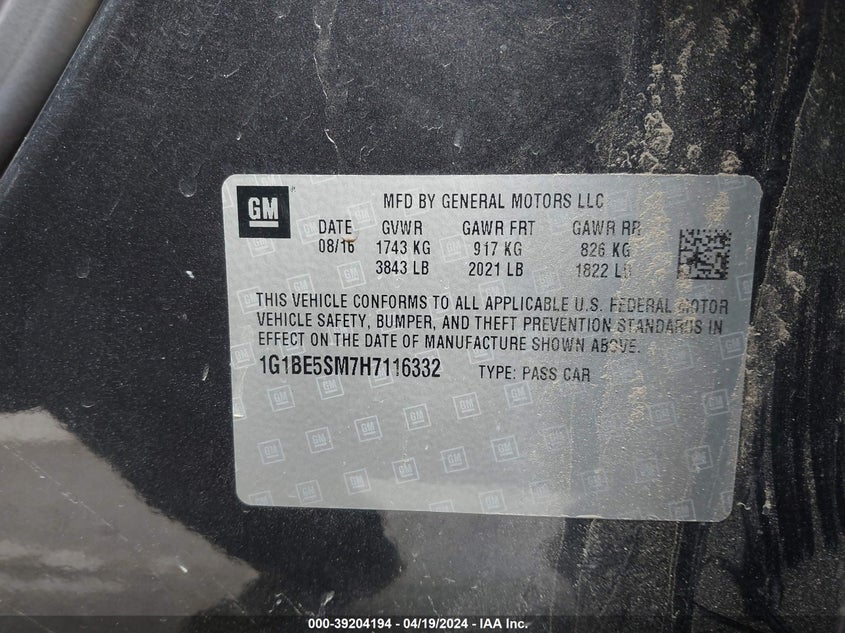 GM
MFD BY GENERAL MOTORS LLC
DATE GVWR GAWR FRT GAWR RR
08/16 1743 KG 917 KG 826 KG
3843 LB 2021 LB 1822 LB
THIS VEHICLE CONFORMS TO ALL APPLICABLE U.S. FEDERAL MOTOR
VEHICLE SAFETY, BUMPER, AND THEFT PREVENTION STANDARDS IN
EFFECT ON THE DATE OF MANUFACTURE SHOWN ABOVE.
1G1BE5SM7H7116332 TYPE: PASS CAR
000-39204194 - 04/19/2024 - IAA Inc.